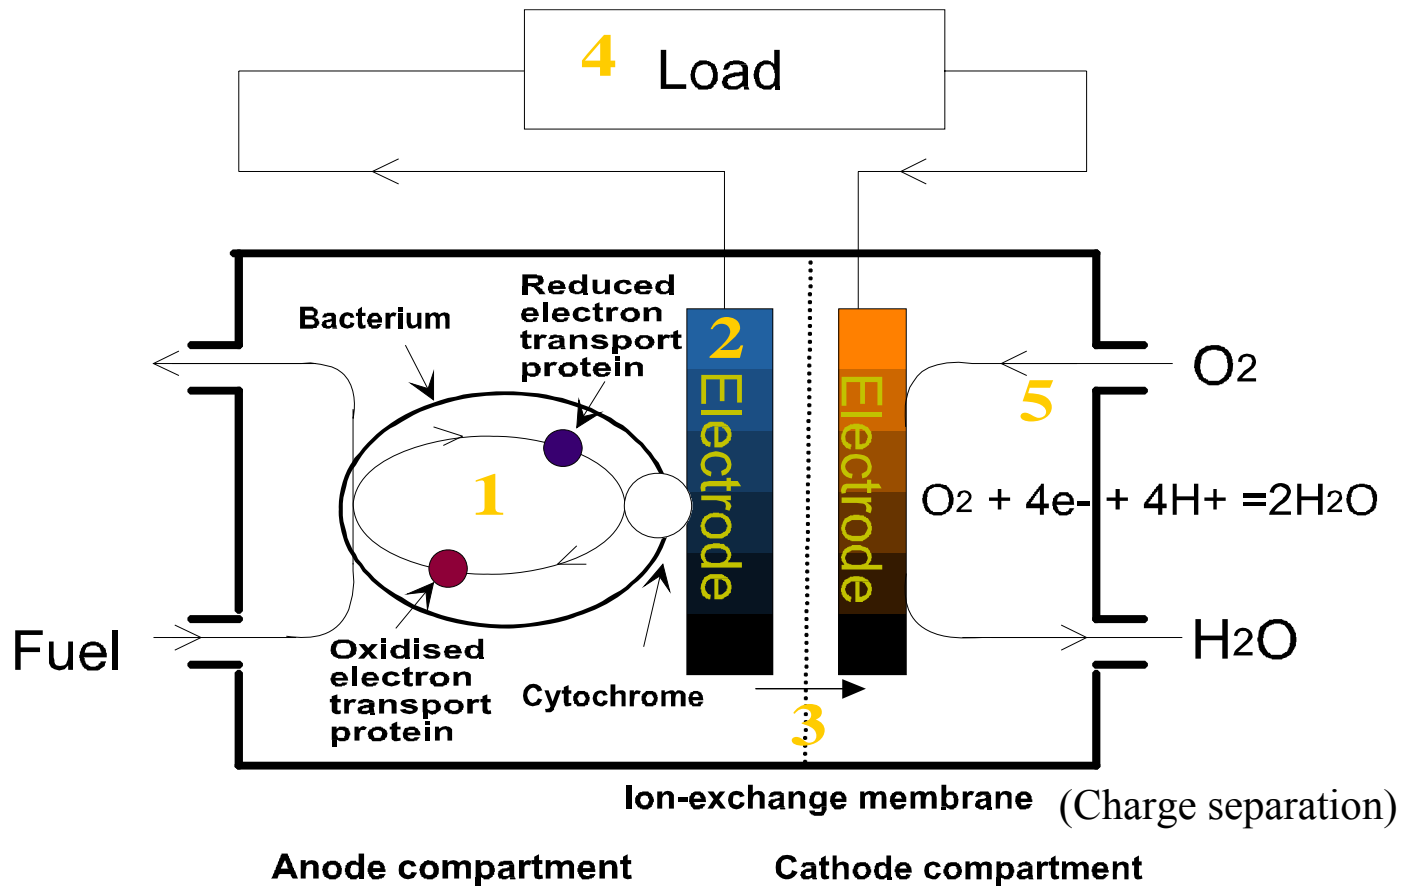 4 Load
Reduced
electron
transport
protein
Bacterium
2
Electrode
Electrode
O2
5
1
O2 + 4e- + 4H+ =2H2O
Fuel
H2O
Oxidised
electron
transport
protein
Cytochrome
3
Ion-exchange membrane (Charge separation)
Anode compartment Cathode compartment